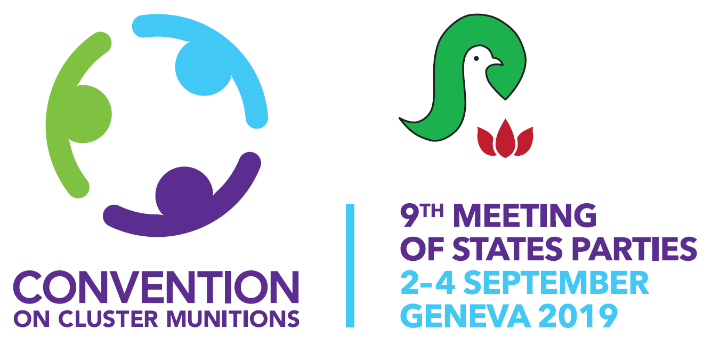 CONVENTION
ON CLUSTER MUNITIONS
9TH MEETING
OF STATES PARTIES
2–4 SEPTEMBER
GENEVA 2019